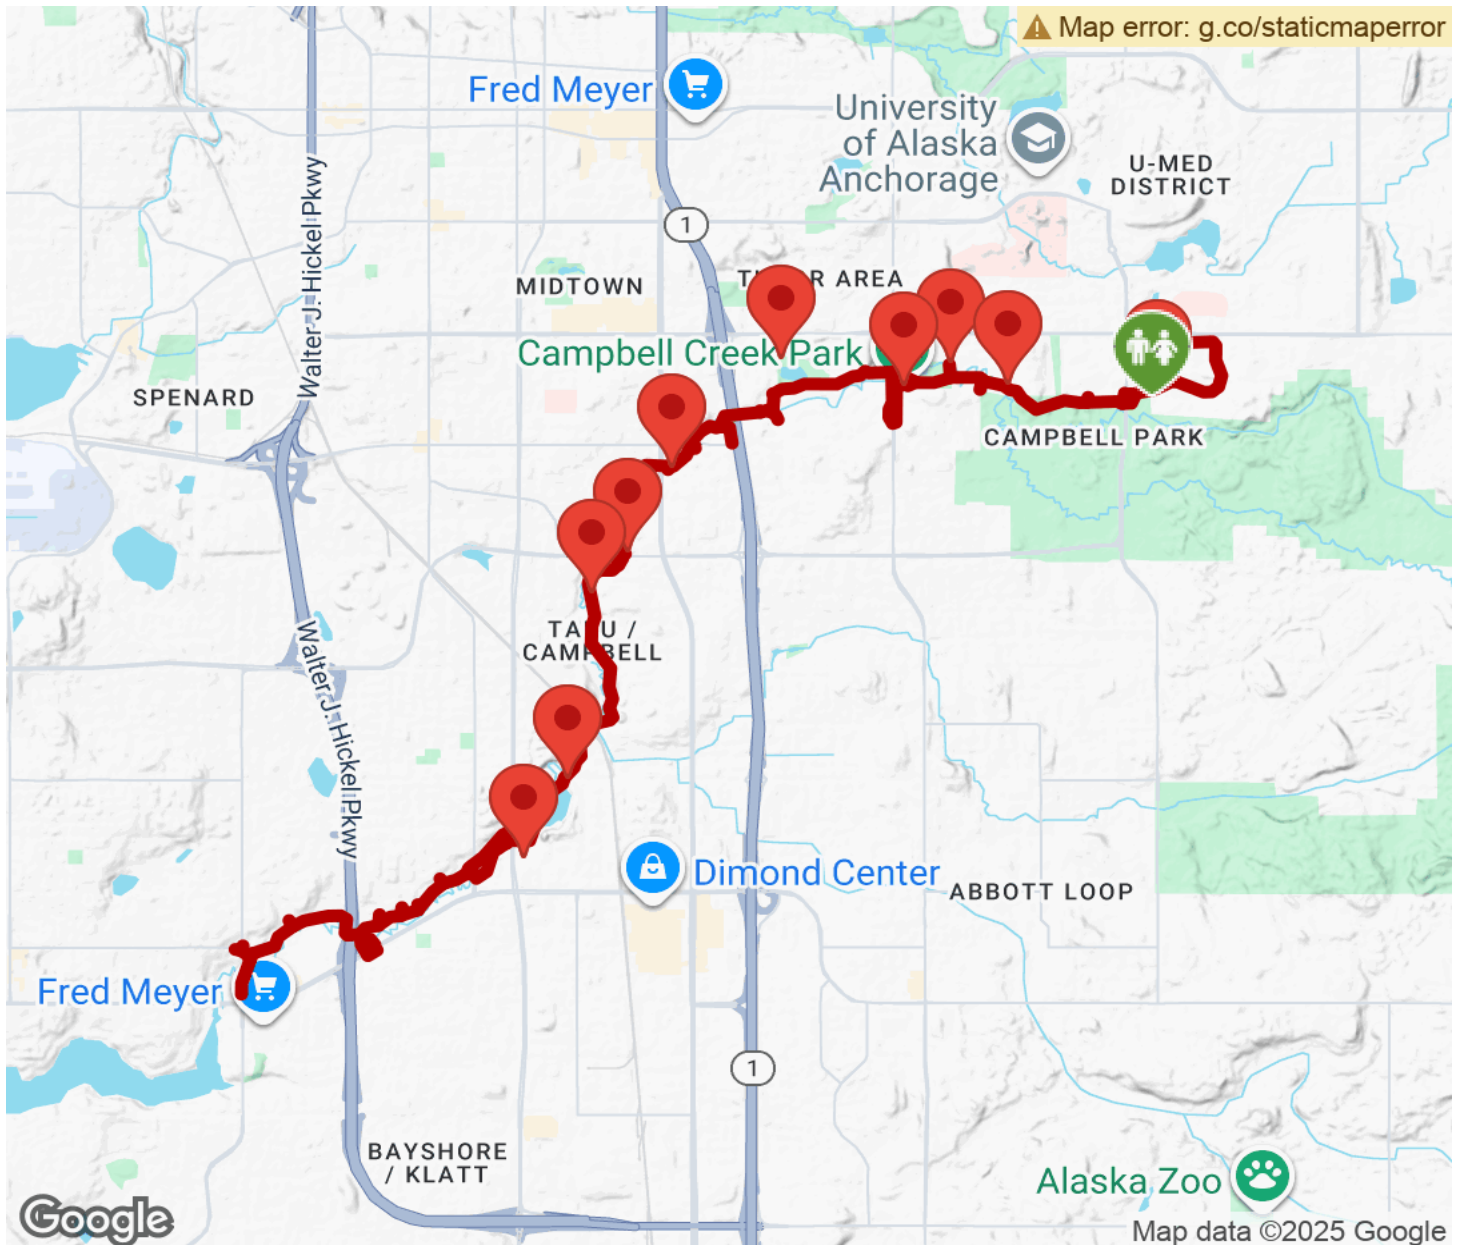 Map error: g.co/staticmaperror
Fred Meyer
University
of Alaska
Anchorage
U-MED
DISTRICT
Walter J. Hickel Pkwy
1
MIDTOWN
AREA
Campbell Creek Park
SPENARD
CAMPBELL PARK
Walter J. Hickel Pkwy
CAMPBELL
Dimond Center
ABBOTT LOOP
Fred Meyer
1
BAYSHORE
/ KLATT
Alaska Zoo
Google
Map data ©2025 Google